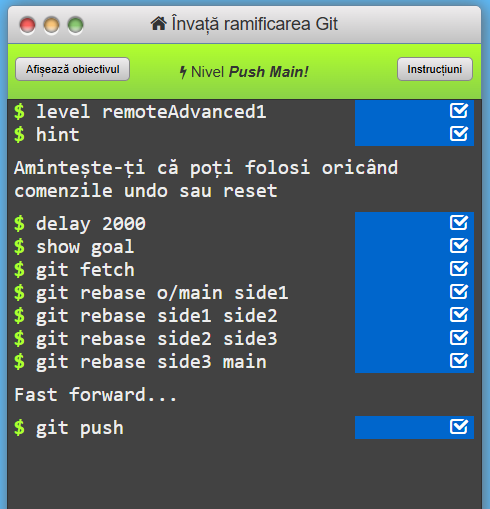 Învață ramificarea Git
Afișează obiectivul
Nivel Push Main!
Instrucțiuni
$ level remoteAdvanced1
$ hint
Amintește-ți că poți folosi oricând
comenzile undo sau reset
$ delay 2000
$ show goal
$ git fetch
$ git rebase o/main side1
$ git rebase side1 side2
$ git rebase side2 side3
$ git rebase side3 main
Fast forward...
$ git push